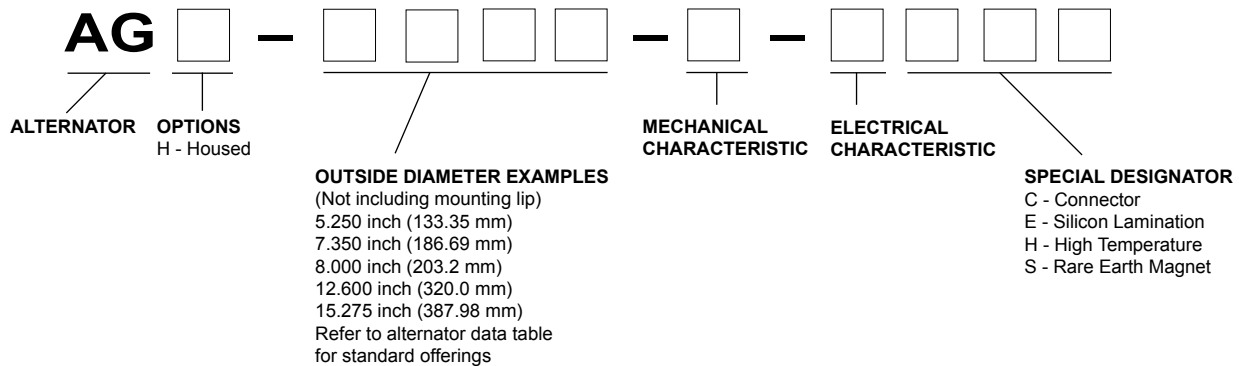 AG – – –
ALTERNATOR
OPTIONS
H - Housed
OUTSIDE DIAMETER EXAMPLES
(Not including mounting lip)
5.250 inch (133.35 mm)
7.350 inch (186.69 mm)
8.000 inch (203.2 mm)
12.600 inch (320.0 mm)
15.275 inch (387.98 mm)
Refer to alternator data table
for standard offerings
MECHANICAL
CHARACTERISTIC
ELECTRICAL
CHARACTERISTIC
SPECIAL DESIGNATOR
C - Connector
E - Silicon Lamination
H - High Temperature
S - Rare Earth Magnet